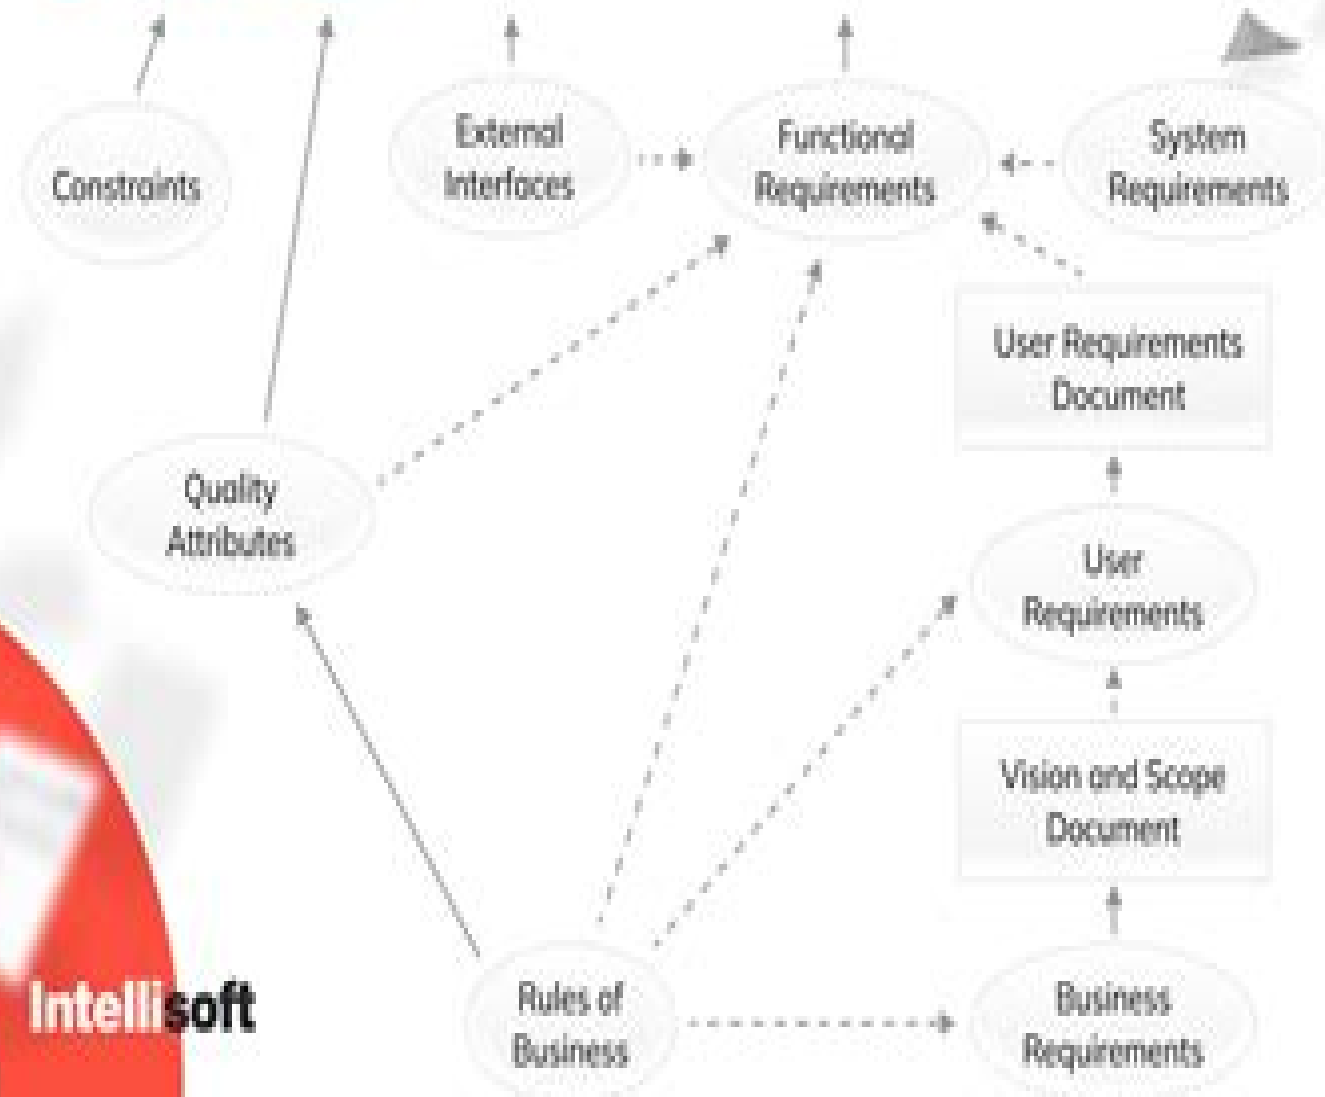 External
Interfaces
Functional
Requirements
System
Requirements
Constraints
User Requirements
Document
Quality
Attributes
User
Requirements
Vision and Scope
Document
Rules of
Business
Business
Requirements
Intellisoft